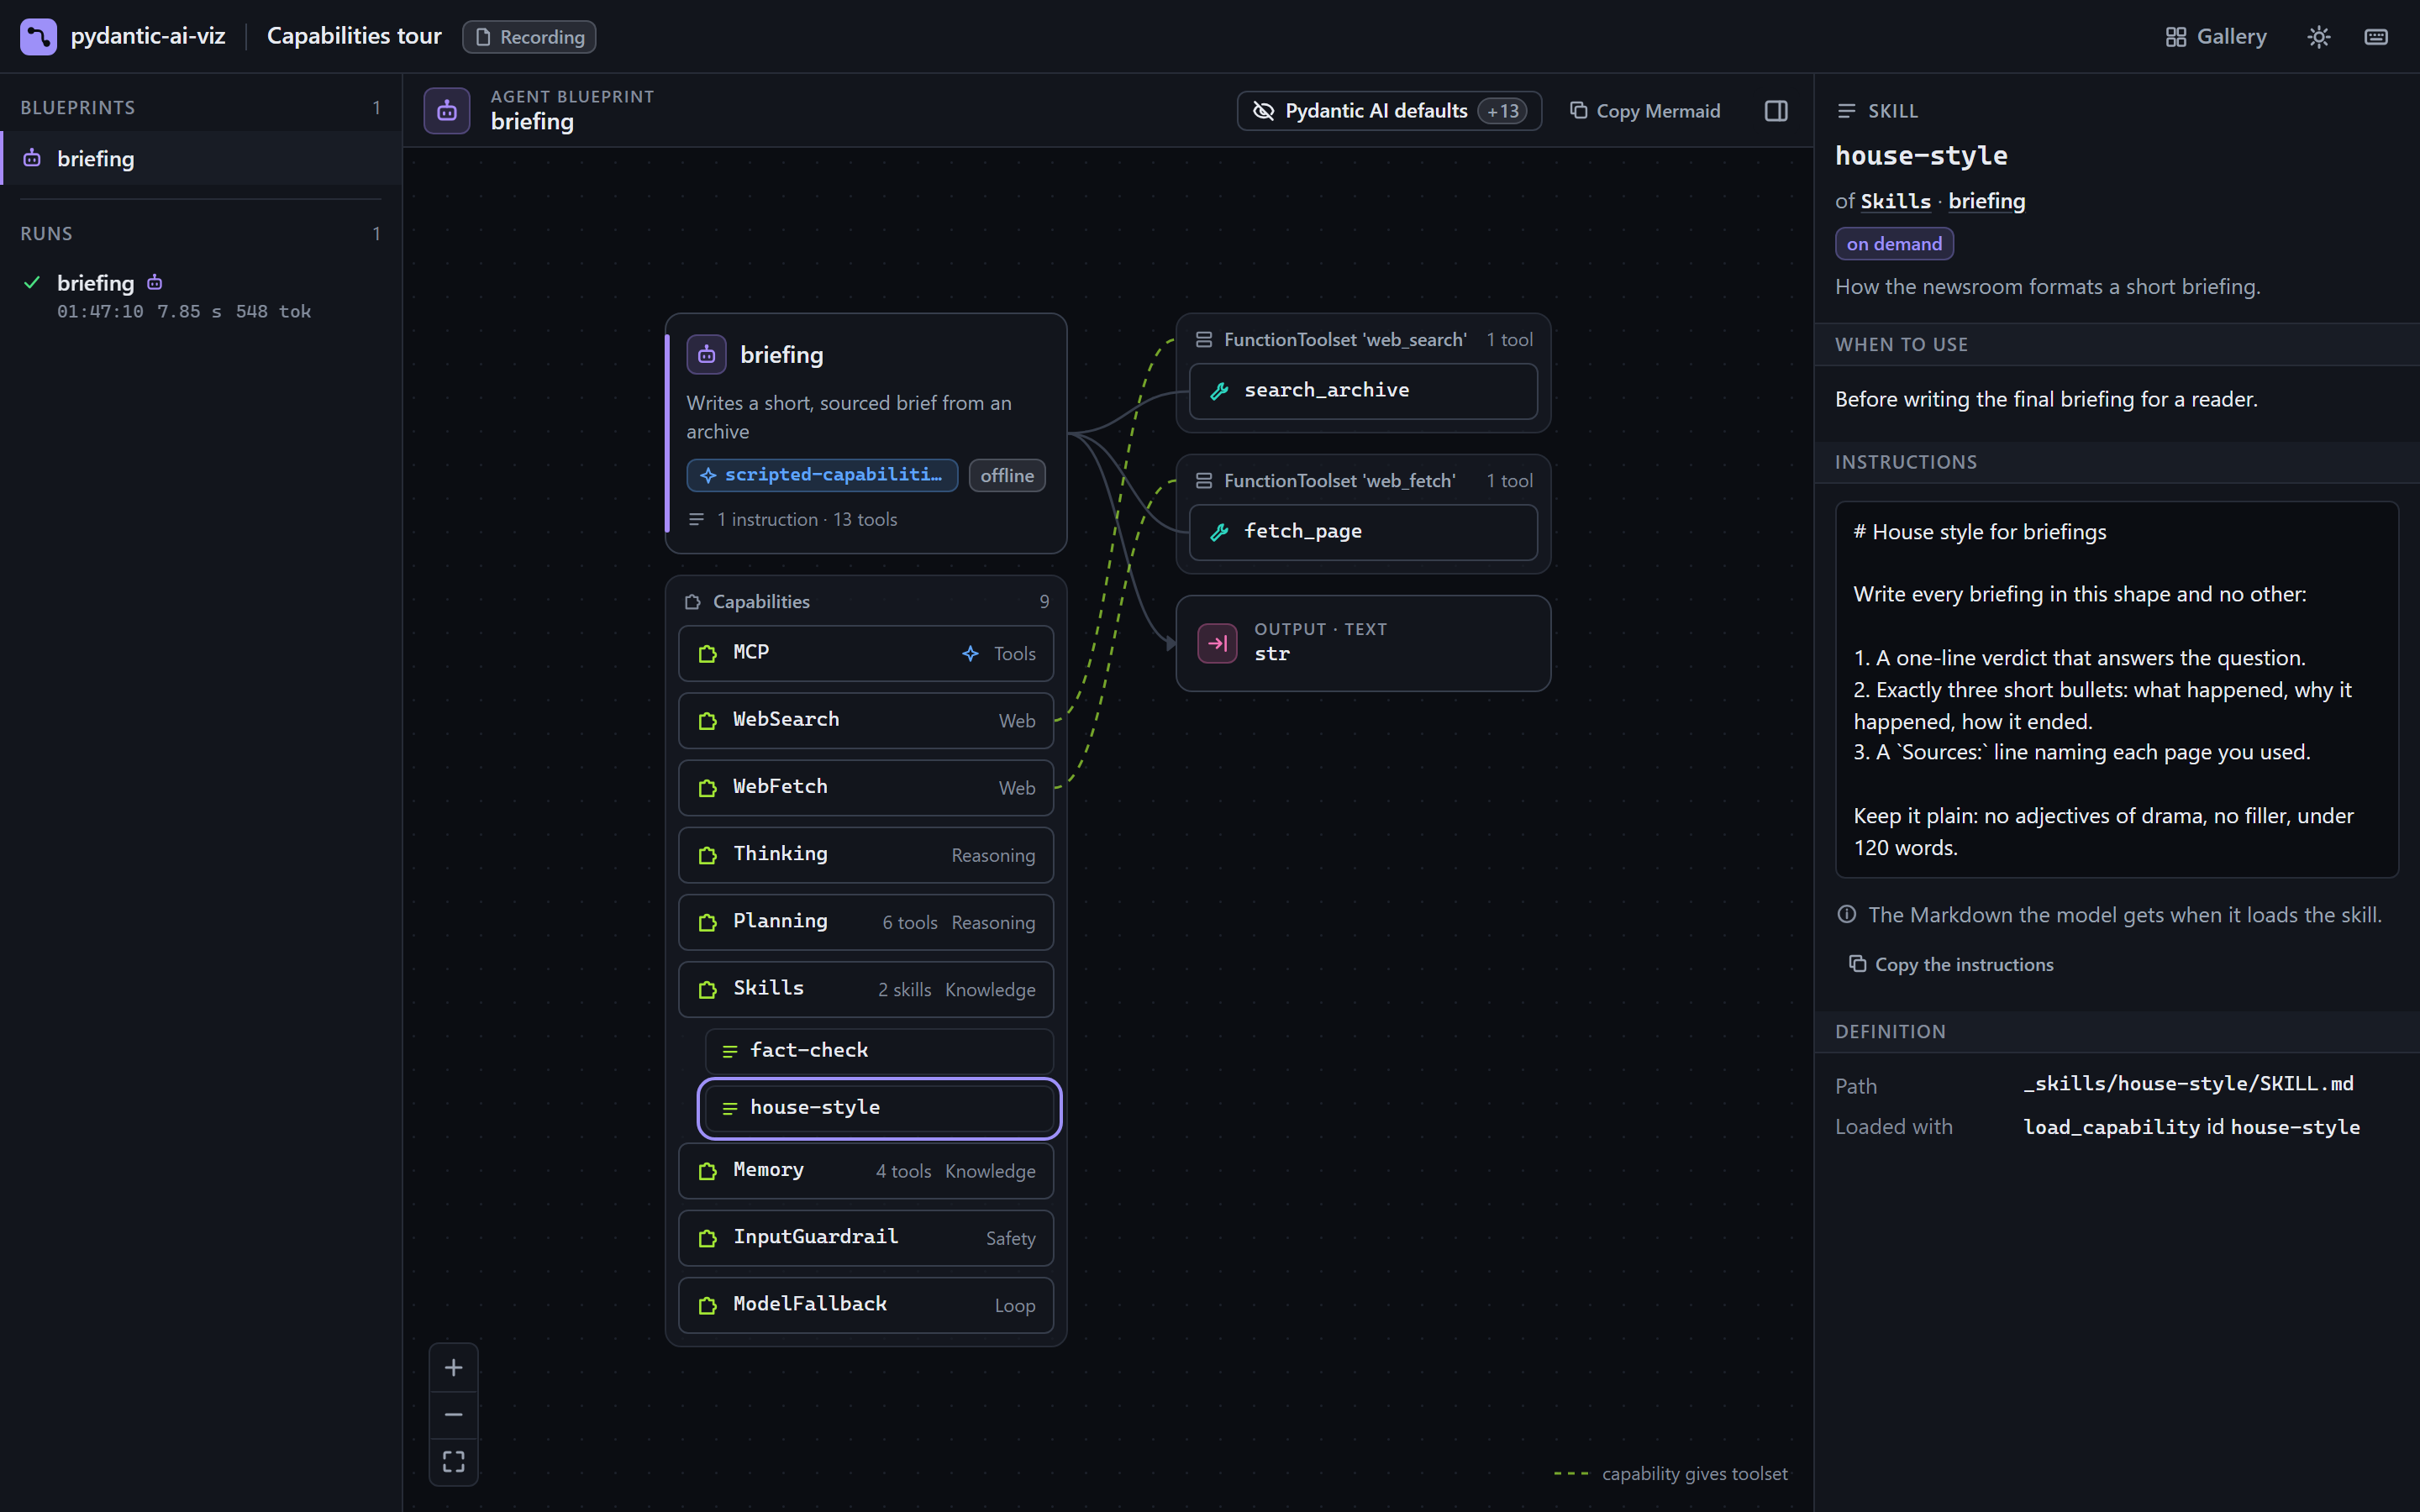 pydantic-ai-viz
Capabilities tour
Recording
Gallery
BLUEPRINTS 1
briefing
RUNS 1
briefing
01:47:10 7.85 s 548 tok
AGENT BLUEPRINT
briefing
Pydantic AI defaults +13
Copy Mermaid
briefing
Writes a short, sourced brief from an
archive
scripted-capabiliti…
offline
1 instruction · 13 tools
Capabilities 9
MCP Tools
WebSearch Web
WebFetch Web
Thinking Reasoning
Planning 6 tools Reasoning
Skills 2 skills Knowledge
fact-check
house-style
Memory 4 tools Knowledge
InputGuardrail Safety
ModelFallback Loop
FunctionToolset 'web_search' 1 tool
search_archive
FunctionToolset 'web_fetch' 1 tool
fetch_page
OUTPUT · TEXT
str
capability gives toolset
SKILL
house-style
of Skills · briefing
on demand
How the newsroom formats a short briefing.
WHEN TO USE
Before writing the final briefing for a reader.
INSTRUCTIONS
# House style for briefings
Write every briefing in this shape and no other:
1. A one-line verdict that answers the question.
2. Exactly three short bullets: what happened, why it
happened, how it ended.
3. A `Sources:` line naming each page you used.
Keep it plain: no adjectives of drama, no filler, under
120 words.
The Markdown the model gets when it loads the skill.
Copy the instructions
DEFINITION
Path _skills/house-style/SKILL.md
Loaded with load_capability id house-style